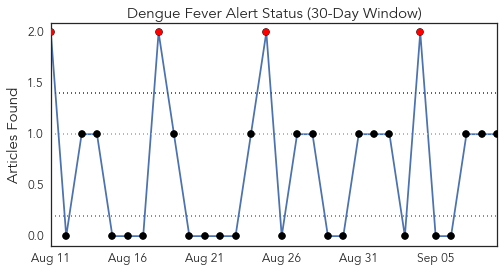 Dengue Fever Alert Status (30-Day Window)
Articles Found
2.0
1.5
1.0
0.5
0.0
Aug 11 Aug 16 Aug 21 Aug 26 Aug 31 Sep 05